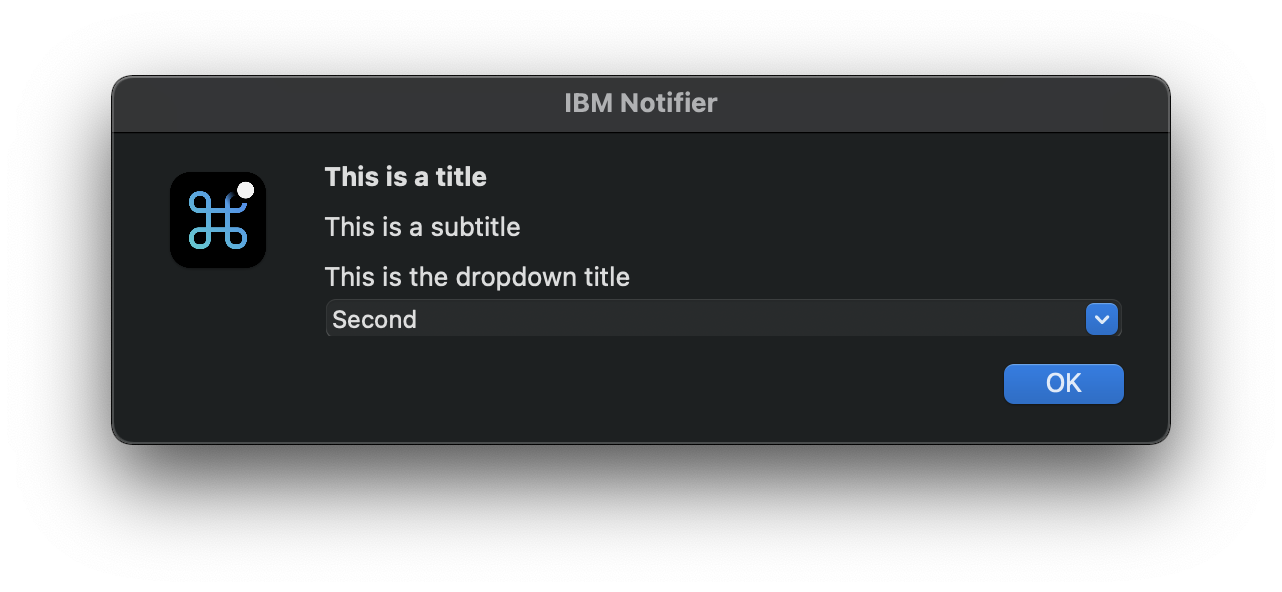 IBM Notifier
This is a title
This is a subtitle
This is the dropdown title
Second
OK